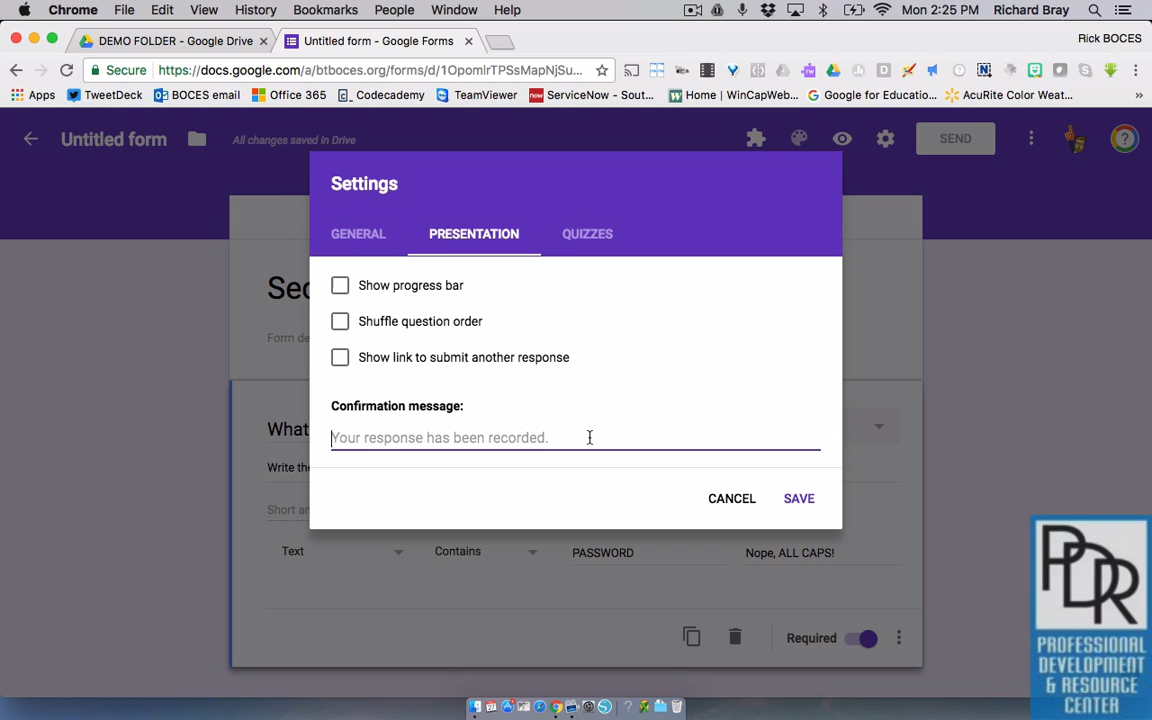 Chrome File Edit View History Bookmarks People Window Help Mon 2:25 PM Richard Bray
DEMO FOLDER - Google Drive Untitled form - Google Forms Rick BOCES
Secure https://docs.google.com/a/btboces.org/forms/d/1OpomlrTPSsMapNjSu...
Apps TweetDeck BOCES email Office 365 Codecademy TeamViewer ServiceNow - Sout... Home | WinCapWeb... Google for Educatio... AcuRite Color Weat... »
Untitled form All changes saved in Drive SEND
Settings
GENERAL PRESENTATION QUIZZES
Show progress bar
Sec
Shuffle question order
Form de
Show link to submit another response
Confirmation message:
What
Your response has been recorded.
Write the
CANCEL SAVE
Short an
Text Contains PASSWORD Nope, ALL CAPS!
Required
PDRC
PROFESSIONAL
DEVELOPMENT
& RESOURCE
CENTER